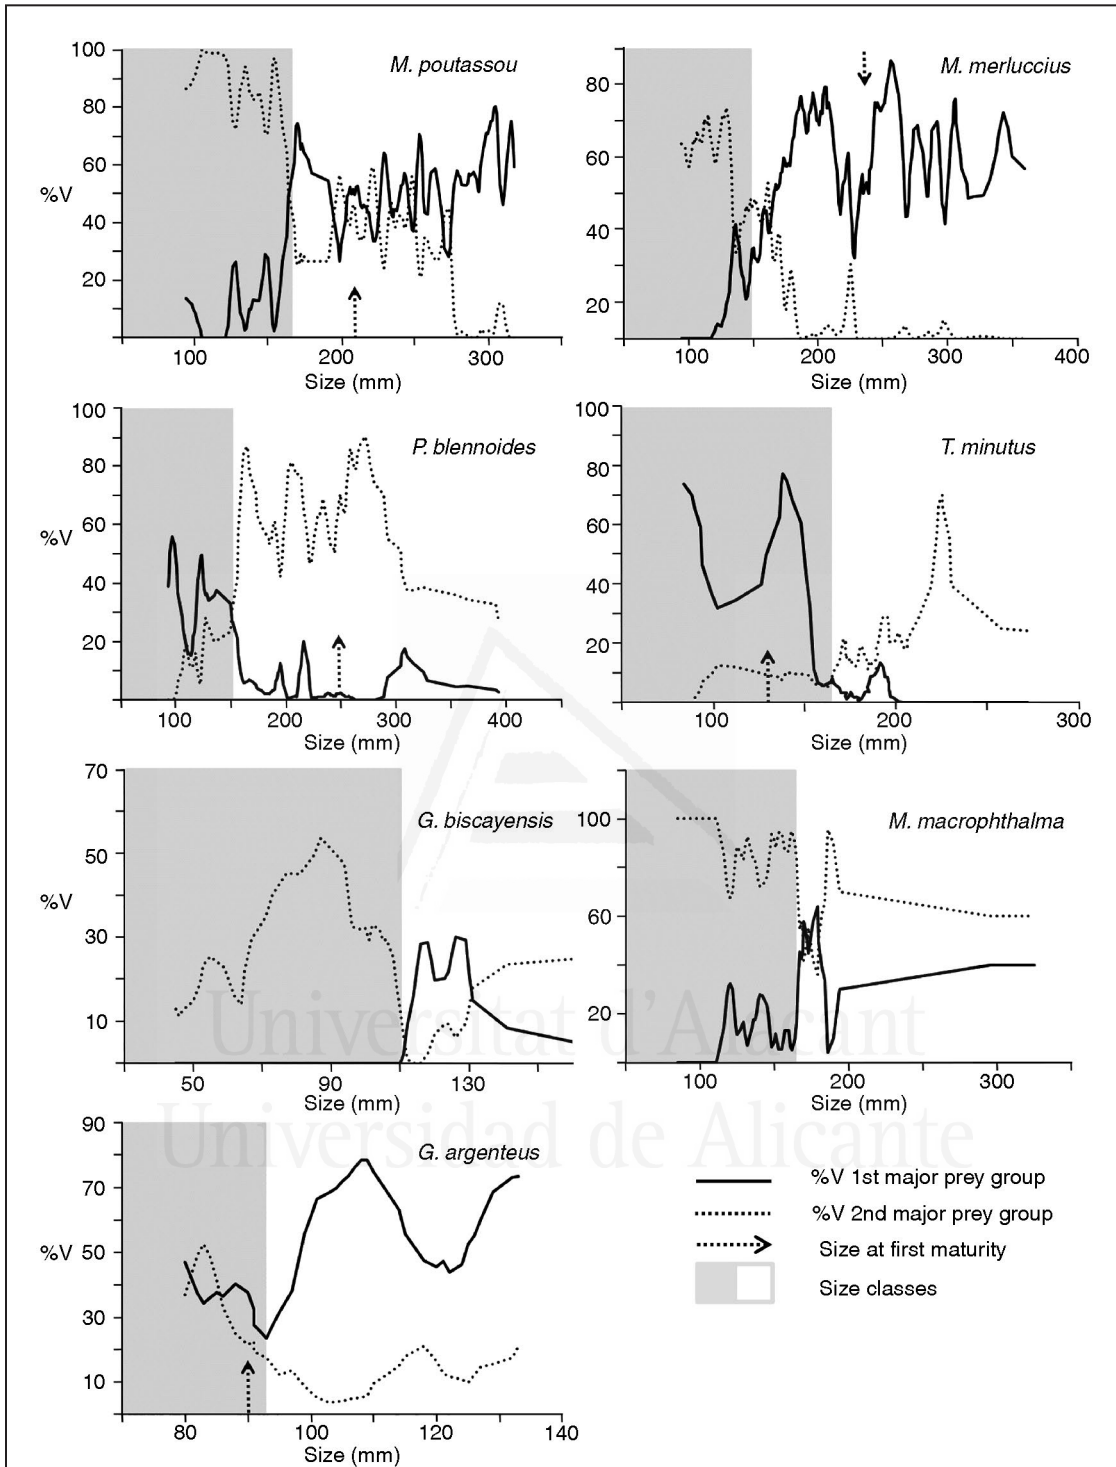 M. poutassou
100
80
60
%V
40
20
100
200
300
Size (mm)
M. merluccius
80
60
40
20
100
200
300
400
Size (mm)
P. blennoides
100
80
60
%V
40
20
100
200
300
400
Size (mm)
T. minutus
100
80
60
40
20
100
200
300
Size (mm)
G. biscayensis
70
50
%V
30
10
50
90
130
Size (mm)
M. macrophthalma
100
60
20
100
200
300
Size (mm)
G. argenteus
90
70
%V
50
30
10
80
100
120
140
Size (mm)
%V 1st major prey group
%V 2nd major prey group
Size at first maturity
Size classes
Universitat d'Alacant
Universidad de Alicante